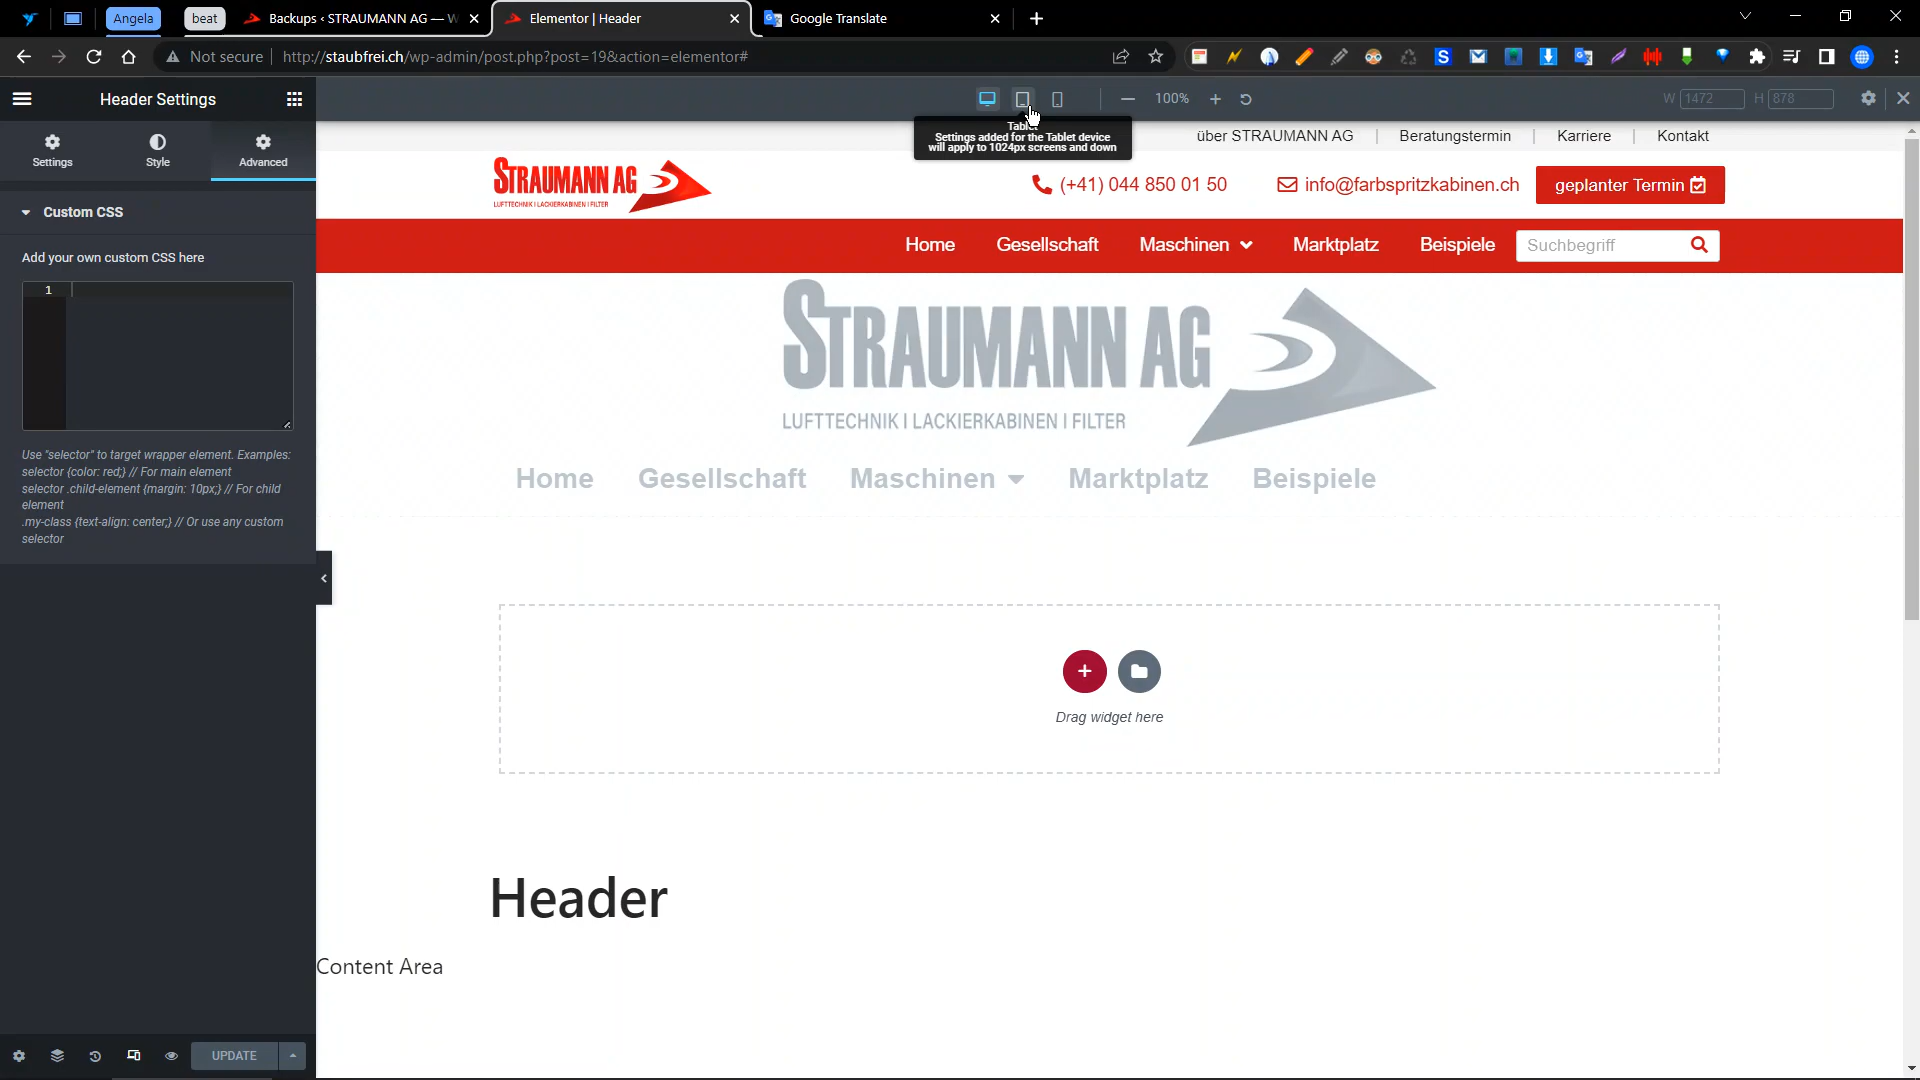 Angela
beat
Backups ‹ STRAUMANN AG — W
Elementor | Header
Google Translate
Not secure
http://staubfrei.ch/wp-admin/post.php?post=19&action=elementor#
Header Settings
100%
W 1472
H 878
Settings
Style
Advanced
Tablet
Settings added for the Tablet device
will apply to 1024px screens and down
über STRAUMANN AG
Beratungstermin
Karriere
Kontakt
STRAUMANN AG
LUFTTECHNIK I LACKIERKABINEN I FILTER
(+41) 044 850 01 50
info@farbspritzkabinen.ch
geplanter Termin
Custom CSS
Add your own custom CSS here
1
Home
Gesellschaft
Maschinen
Marktplatz
Beispiele
Suchbegriff
STRAUMANN AG
LUFTTECHNIK I LACKIERKABINEN I FILTER
Use "selector" to target wrapper element. Examples:
selector {color: red;} // For main element
selector .child-element {margin: 10px;} // For child
element
.my-class {text-align: center;} // Or use any custom
selector
Home
Gesellschaft
Maschinen
Marktplatz
Beispiele
Drag widget here
Header
Content Area
UPDATE